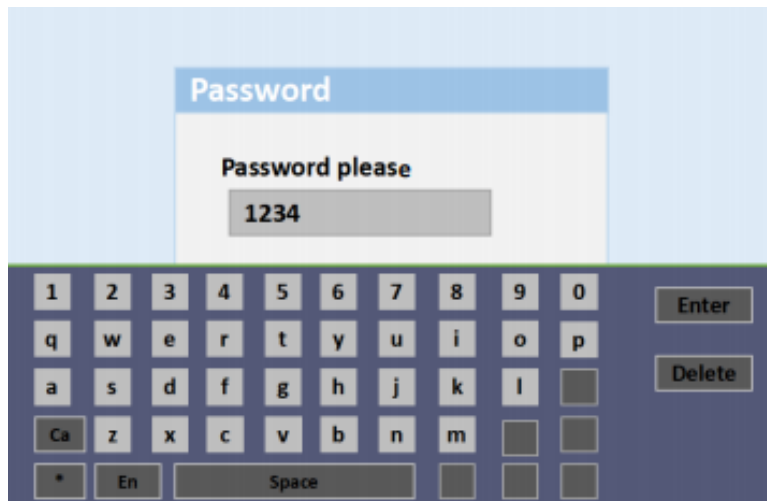 Password
Password please
1234
1 2 3 4 5 6 7 8 9 0
Enter
q w e r t y u i o p
Delete
a s d f g h j k l
Ca z x c v b n m
* En Space